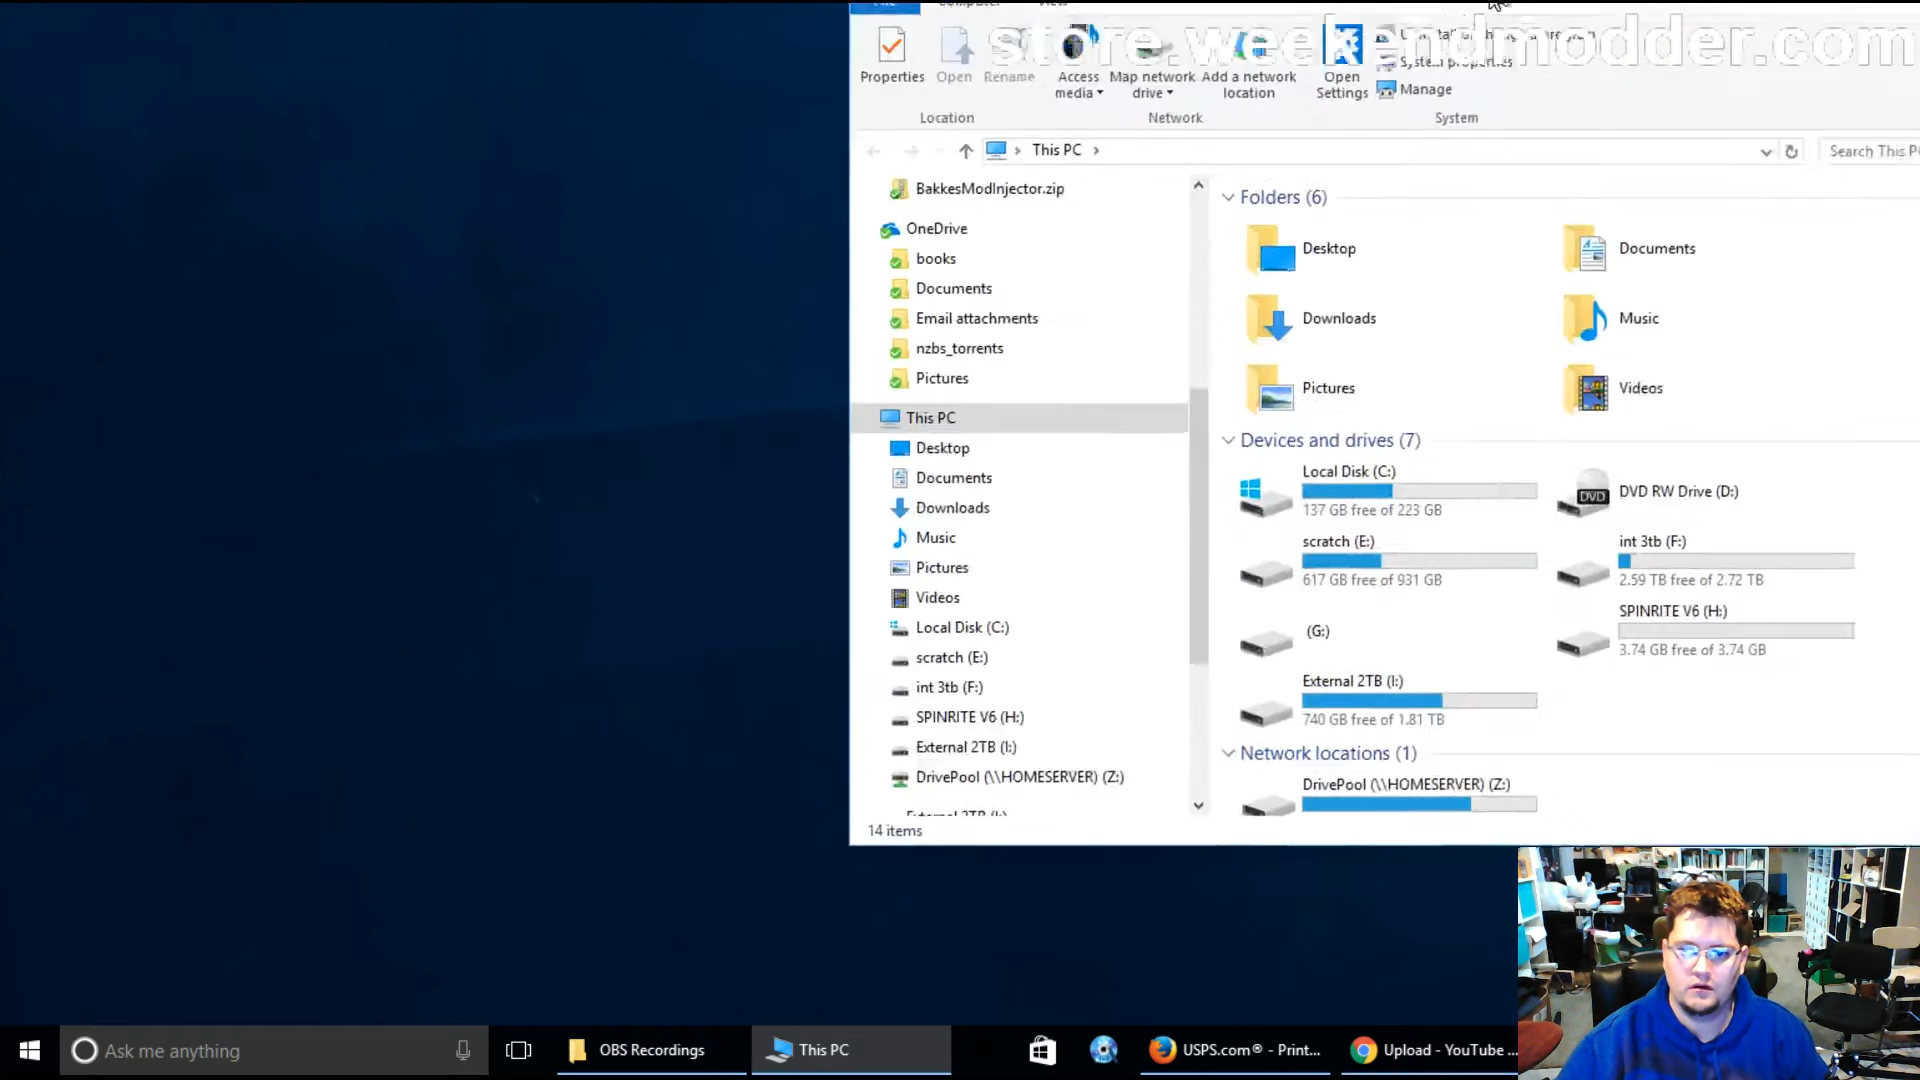 Computer
store.weekendmodder.com
Properties
Open
Rename
Access media
Map network drive
Add a network location
Open Settings
System properties
Manage
Location
Network
System
This PC
Search This PC
BakkesModInjector.zip
OneDrive
books
Documents
Email attachments
nzbs_torrents
Pictures
This PC
Desktop
Documents
Downloads
Music
Pictures
Videos
Local Disk (C:)
scratch (E:)
int 3tb (F:)
SPINRITE V6 (H:)
External 2TB (I:)
DrivePool (\\HOMESERVER) (Z:)
External 2TB (I:)
14 items
Folders (6)
Desktop
Documents
Downloads
Music
Pictures
Videos
Devices and drives (7)
Local Disk (C:)
137 GB free of 223 GB
DVD RW Drive (D:)
DVD
scratch (E:)
617 GB free of 931 GB
int 3tb (F:)
2.59 TB free of 2.72 TB
(G:)
SPINRITE V6 (H:)
3.74 GB free of 3.74 GB
External 2TB (I:)
740 GB free of 1.81 TB
Network locations (1)
DrivePool (\\HOMESERVER) (Z:)
Ask me anything
OBS Recordings
This PC
USPS.com® - Print...
Upload - YouTube ...